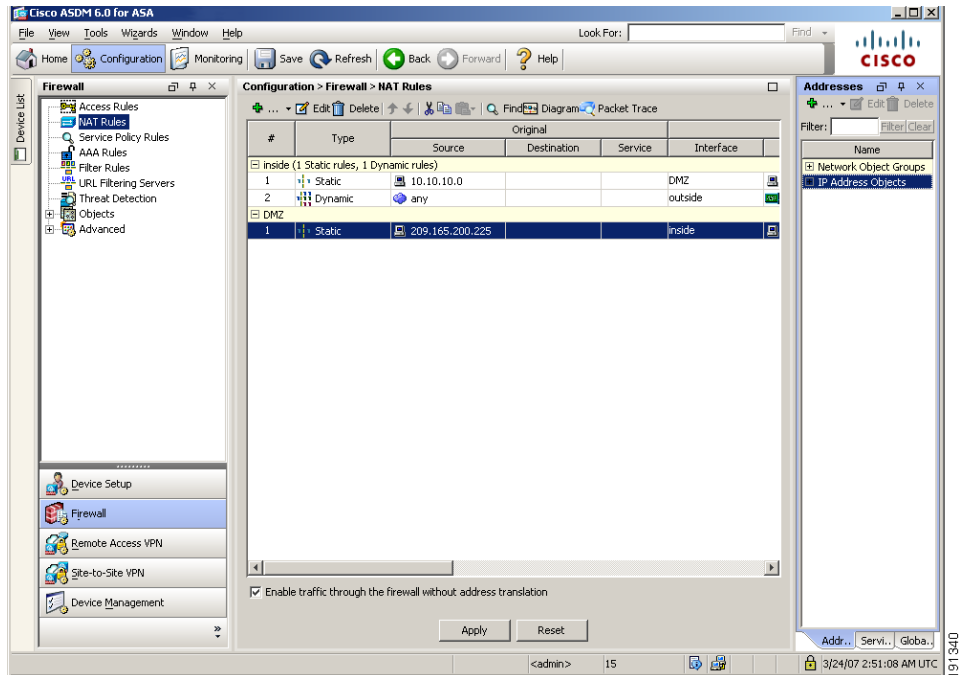 Cisco ASDM 6.0 for ASA
File View Tools Wizards Window Help Look For: Find
Home Configuration Monitoring Save Refresh Back Forward Help
CISCO
Device List
Firewall
Access Rules
NAT Rules
Service Policy Rules
AAA Rules
Filter Rules
URL URL Filtering Servers
Threat Detection
Objects
Advanced
Device Setup
Firewall
Remote Access VPN
Site-to-Site VPN
Device Management
Configuration > Firewall > NAT Rules
... Edit Delete Find Diagram Packet Trace
# Type Original
Source Destination Service Interface
inside (1 Static rules, 1 Dynamic rules)
1 Static 10.10.10.0 DMZ
2 Dynamic any outside
DMZ
1 Static 209.165.200.225 inside
Enable traffic through the firewall without address translation
Apply Reset
Addresses
... Edit Delete
Filter: Filter Clear
Name
Network Object Groups
IP Address Objects
Addr.. Servi.. Globa..
<admin> 15 3/24/07 2:51:08 AM UTC
191340